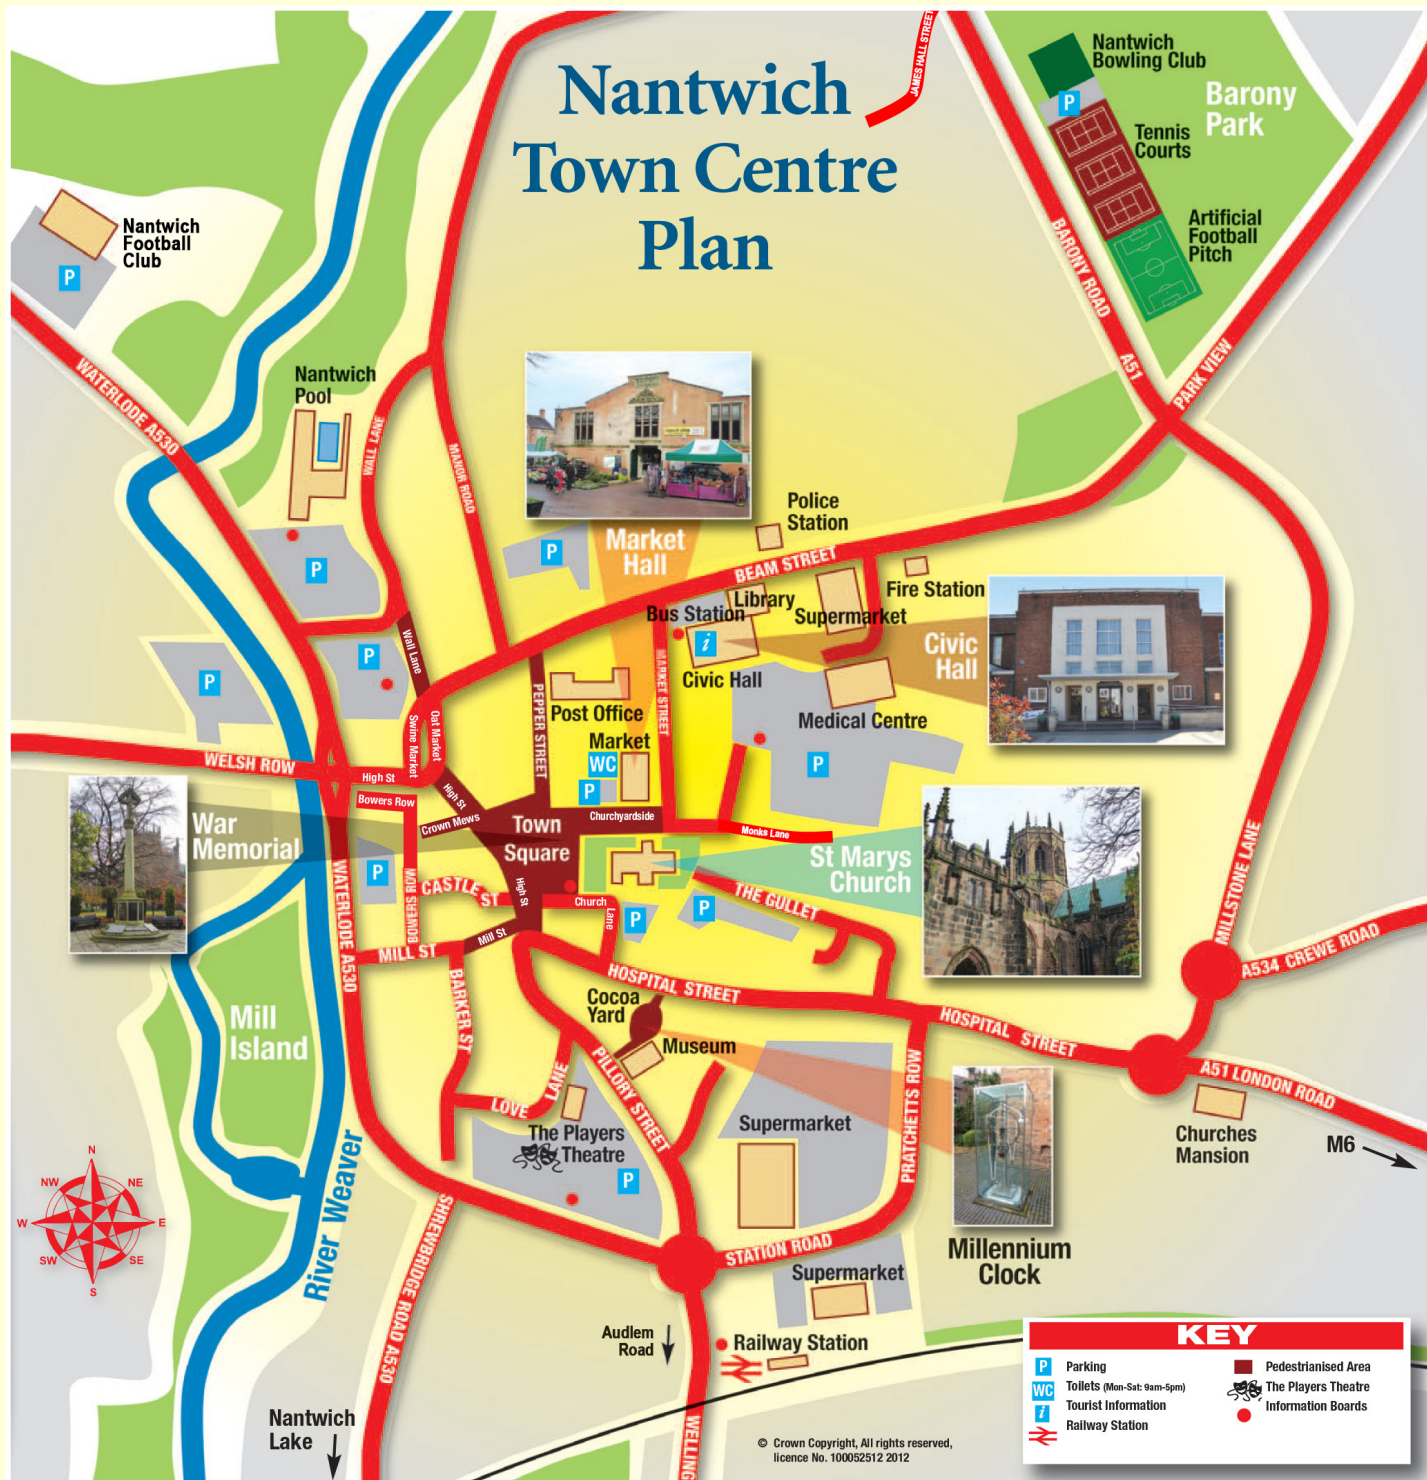 Nantwich
Town Centre
Plan
JAMES HALL STREET
Nantwich
Bowling Club
Barony
Park
P
Tennis
Courts
Artificial
Football
Pitch
BARONY ROAD
A51
PARK VIEW
Nantwich
Football
Club
P
WATERLODE A530
Nantwich
Pool
WALL LANE
MANOR ROAD
P
Market
Hall
P
Police
Station
BEAM STREET
Library
Bus Station
Supermarket
Fire Station
Civic
Hall
i
Civic Hall
Wall Lane
P
P
PEPPER STREET
Post Office
MARKET STREET
Medical Centre
Market
WC
P
P
Swine Market
Oat Market
WELSH ROW
High St
Bowers Row
High St
Crown Mews
Town
Square
Churchyardside
Monks Lane
War
Memorial
St Marys
Church
P
WATERLODE A530
BOWERS ROW
CASTLE ST
High St
Church
Lane
P
P
THE GULLET
MILL ST
Mill St
BARKER ST
HOSPITAL STREET
MILLSTONE LANE
A534 CREWE ROAD
Mill
Island
Cocoa
Yard
Museum
HOSPITAL STREET
A51 LONDON ROAD
PILLORY STREET
LOVE LANE
PRATCHETTS ROW
The Players
Theatre
P
Supermarket
Churches
Mansion
M6
N
NE
E
SE
S
SW
W
NW
River Weaver
SHREWBRIDGE ROAD A530
STATION ROAD
Supermarket
Millennium
Clock
Audlem
Road
Railway Station
WELLING
Nantwich
Lake
© Crown Copyright, All rights reserved,
licence No. 100052512 2012
KEY
P Parking
WC Toilets (Mon-Sat: 9am-5pm)
i Tourist Information
Railway Station
Pedestrianised Area
The Players Theatre
Information Boards